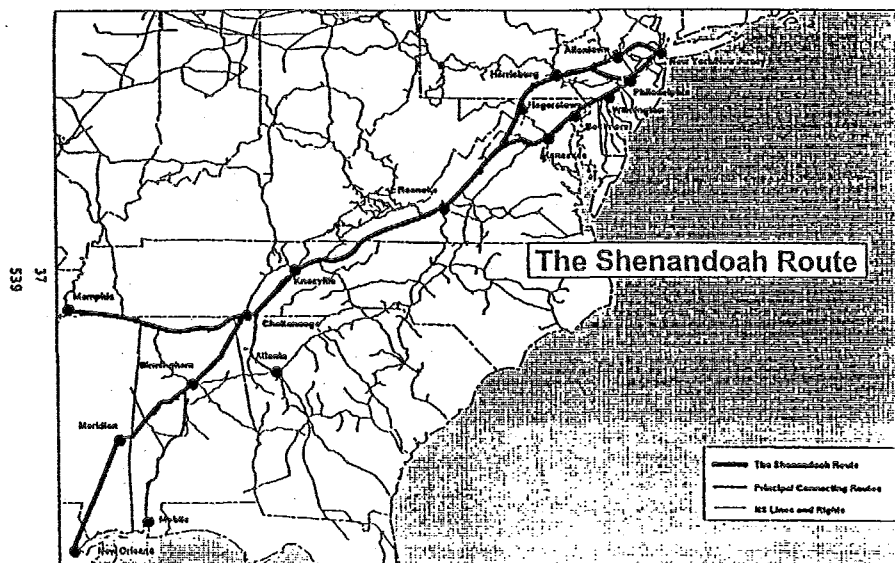 Allentown
New York/New Jersey
Harrisburg
Philadelphia
Hagerstown
Wilmington
Baltimore
Manassas
Roanoke
The Shenandoah Route
37
539
Knoxville
Memphis
Chattanooga
Atlanta
Birmingham
Meridian
The Shenandoah Route
Principal Connecting Routes
NS Lines and Rights
Mobile
New Orleans